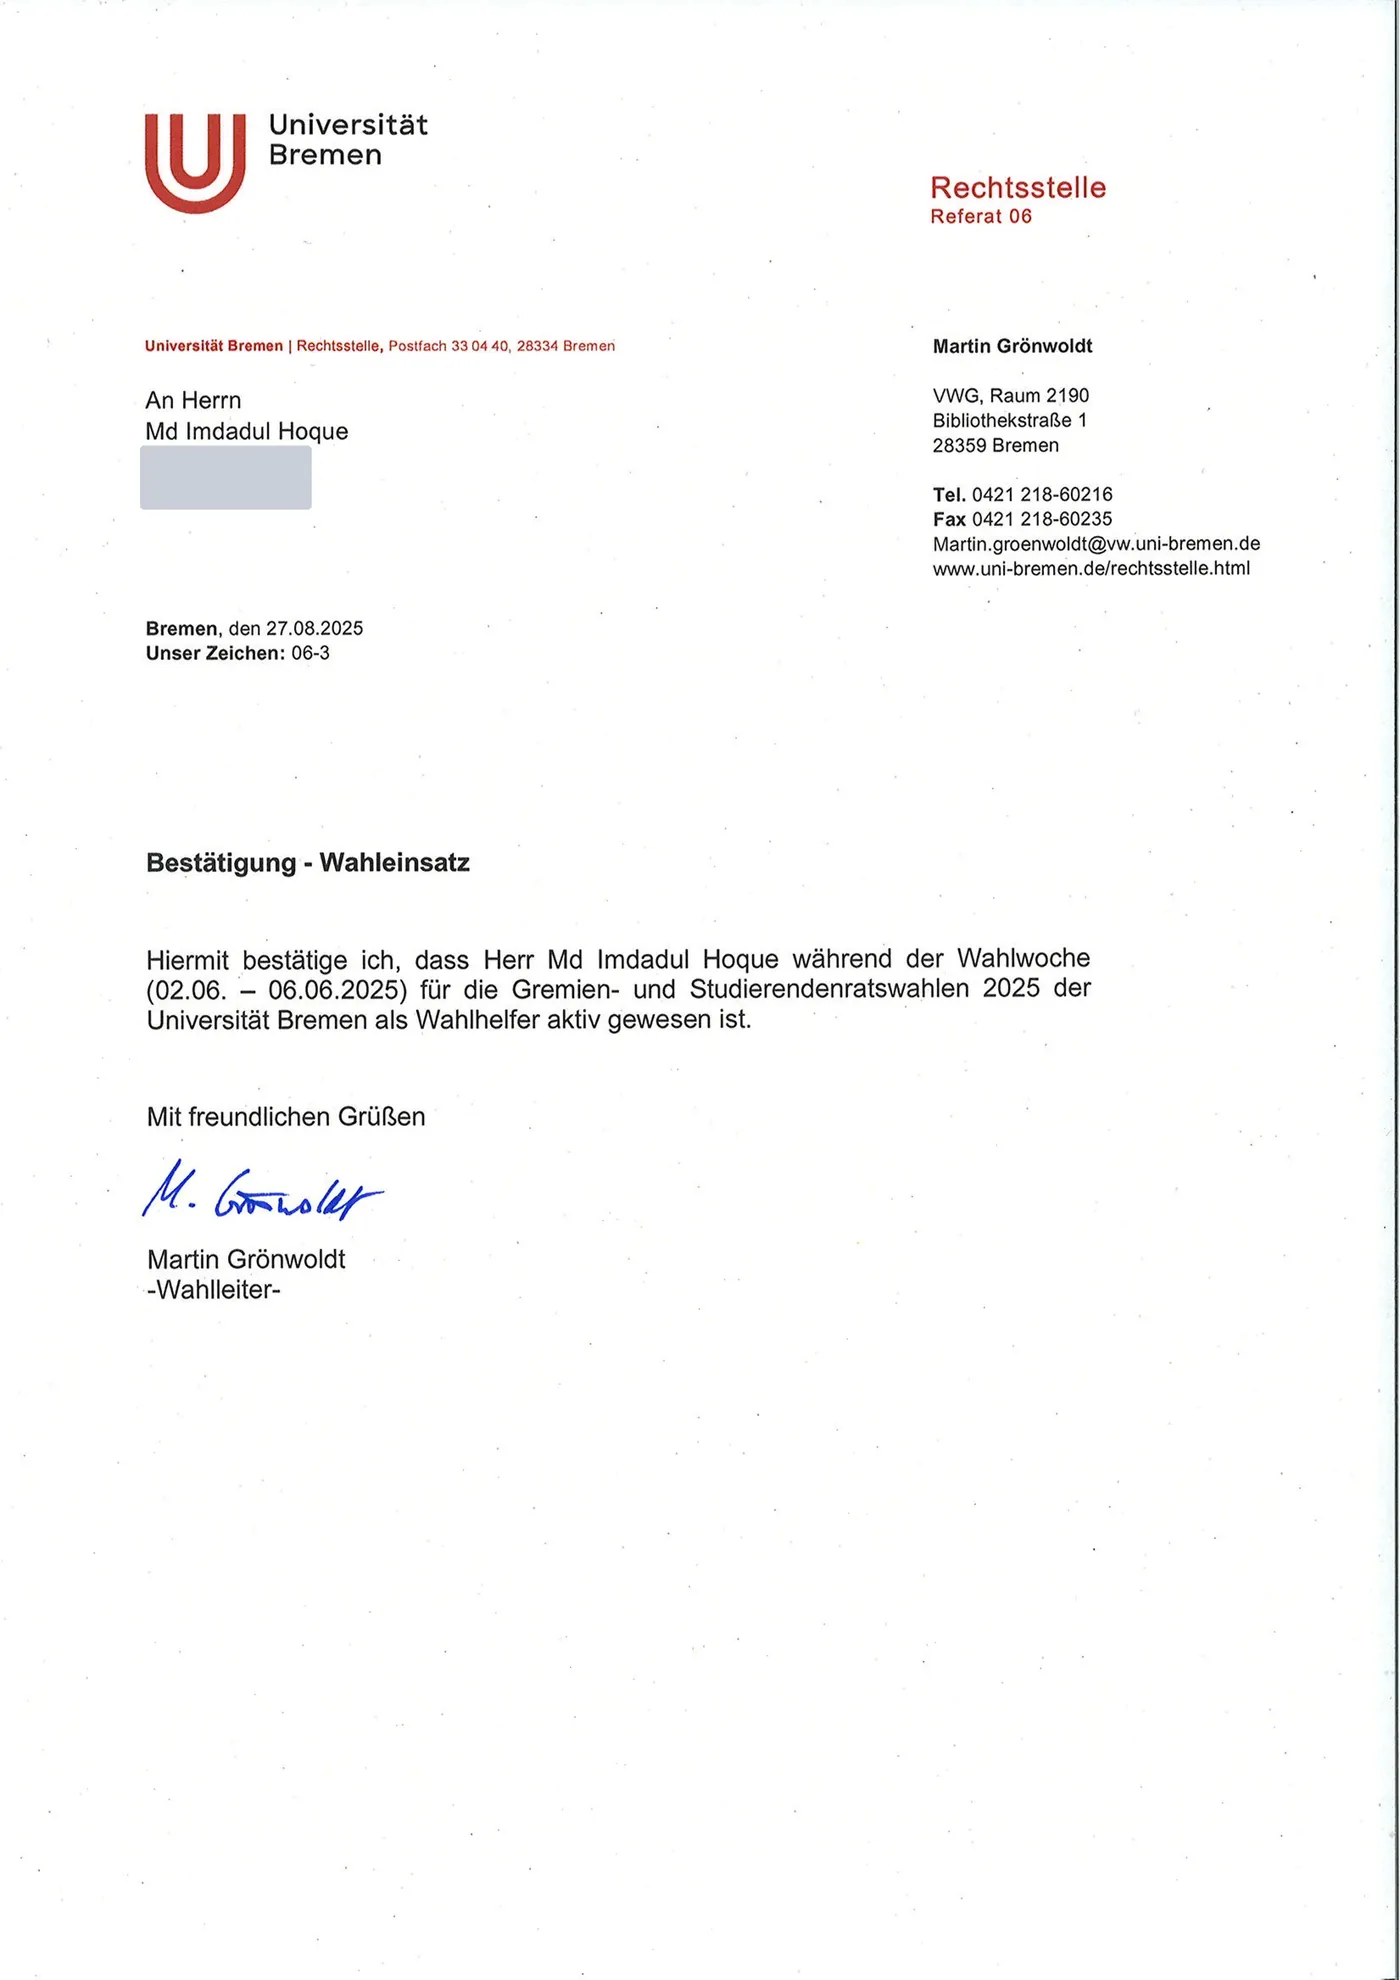 Universität
Bremen
Rechtsstelle
Referat 06
Universität Bremen | Rechtsstelle, Postfach 33 04 40, 28334 Bremen
An Herrn
Md Imdadul Hoque
Martin Grönwoldt
VWG, Raum 2190
Bibliothekstraße 1
28359 Bremen
Tel. 0421 218-60216
Fax 0421 218-60235
Martin.groenwoldt@vw.uni-bremen.de
www.uni-bremen.de/rechtsstelle.html
Bremen, den 27.08.2025
Unser Zeichen: 06-3
Bestätigung - Wahleinsatz
Hiermit bestätige ich, dass Herr Md Imdadul Hoque während der Wahlwoche
(02.06. – 06.06.2025) für die Gremien- und Studierendenratswahlen 2025 der
Universität Bremen als Wahlhelfer aktiv gewesen ist.
Mit freundlichen Grüßen
M. Grönwoldt
Martin Grönwoldt
-Wahlleiter-